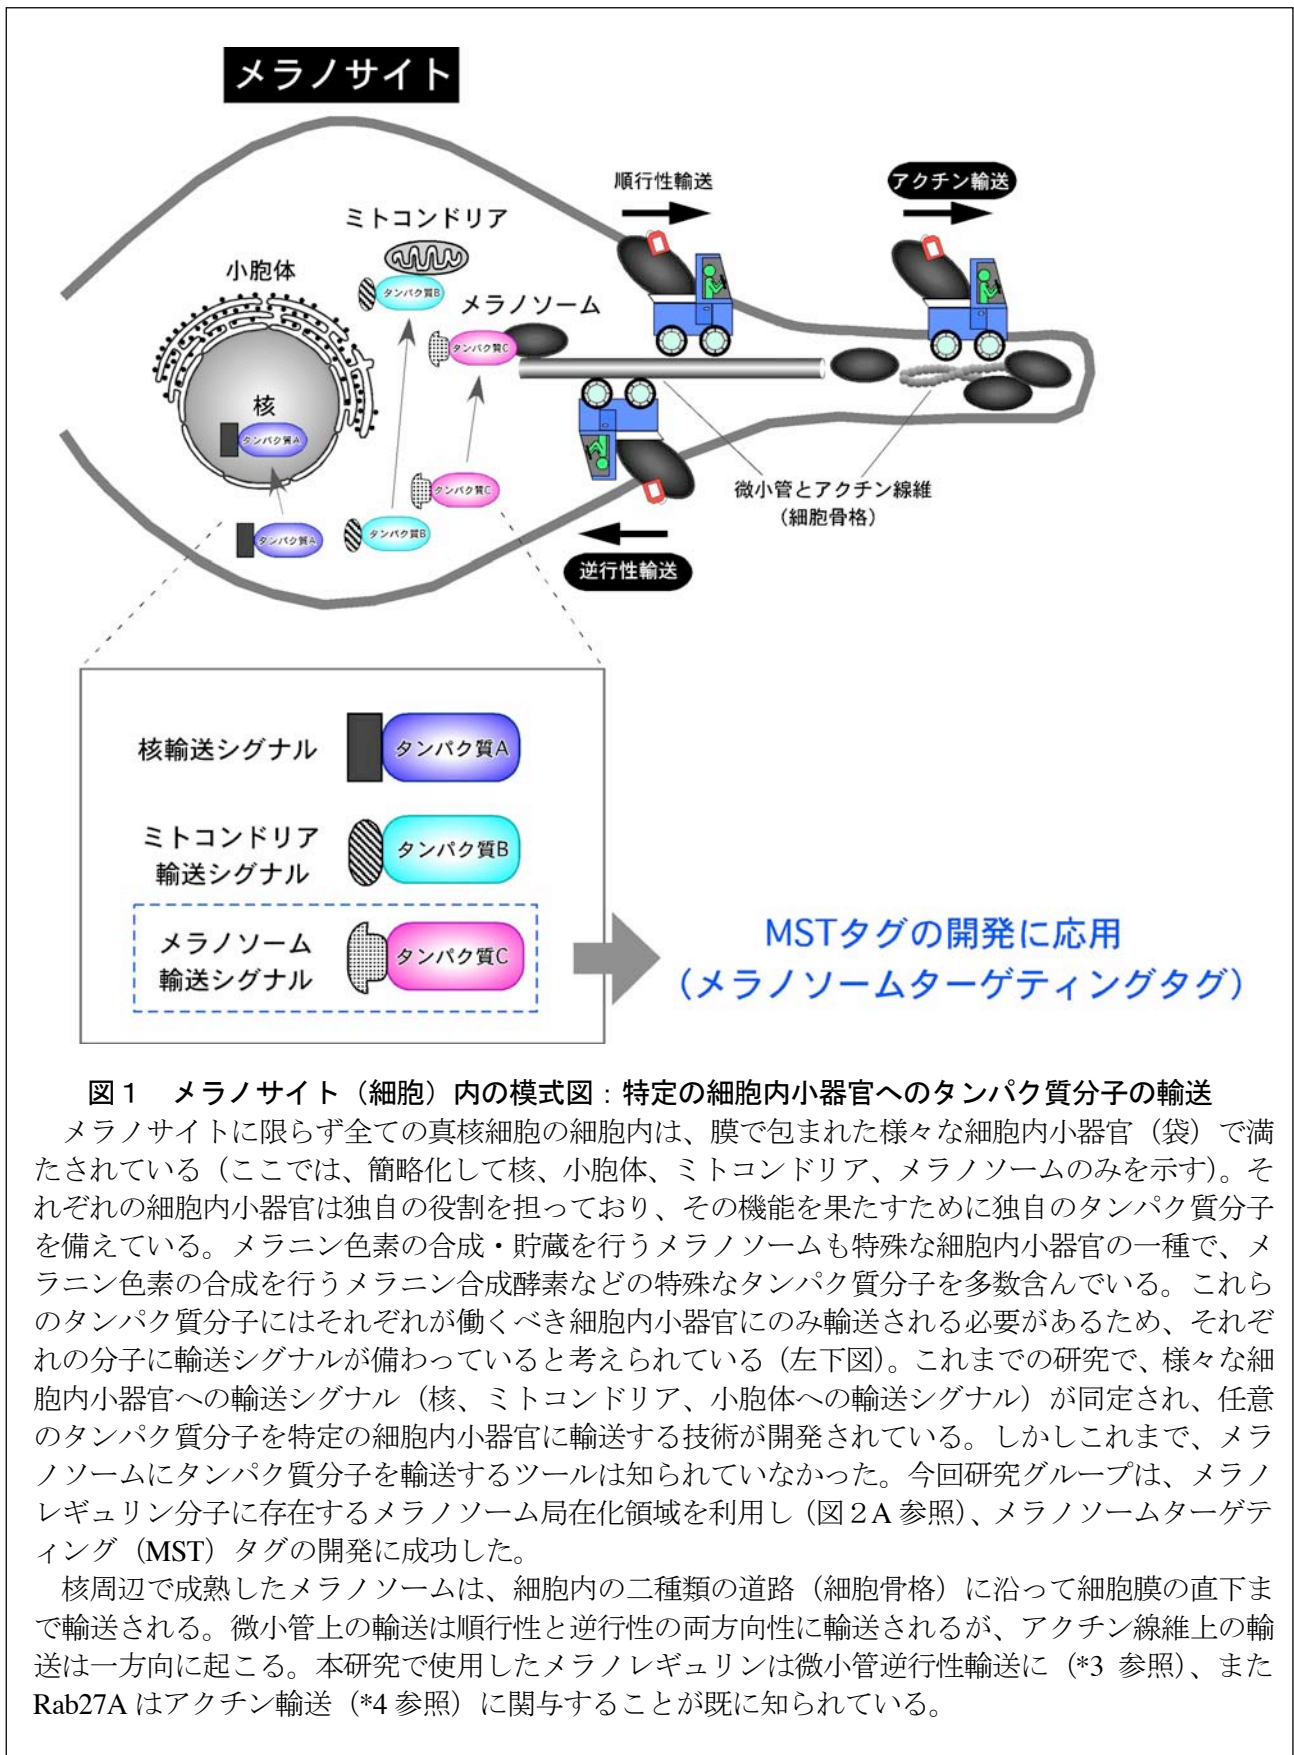 メラノサイト
順行性輸送
アクチン輸送
ミトコンドリア
小胞体
タンパク質B
メラノソーム
タンパク質C
核
タンパク質A
タンパク質C
微小管とアクチン線維
(細胞骨格)
タンパク質A
タンパク質B
逆行性輸送
核輸送シグナル
タンパク質A
ミトコンドリア
輸送シグナル
タンパク質B
メラノソーム
輸送シグナル
タンパク質C
MSTタグの開発に応用
(メラノソームターゲティングタグ)
図1 メラノサイト(細胞)内の模式図:特定の細胞内小器官へのタンパク質分子の輸送
メラノサイトに限らず全ての真核細胞の細胞内は、膜で包まれた様々な細胞内小器官(袋)で満
たされている(ここでは、簡略化して核、小胞体、ミトコンドリア、メラノソームのみを示す)。そ
れぞれの細胞内小器官は独自の役割を担っており、その機能を果たすために独自のタンパク質分子
を備えている。メラニン色素の合成・貯蔵を行うメラノソームも特殊な細胞内小器官の一種で、メ
ラニン色素の合成を行うメラニン合成酵素などの特殊なタンパク質分子を多数含んでいる。これら
のタンパク質分子にはそれぞれが働くべき細胞内小器官にのみ輸送される必要があるため、それぞ
れの分子に輸送シグナルが備わっていると考えられている(左下図)。これまでの研究で、様々な細
胞内小器官への輸送シグナル(核、ミトコンドリア、小胞体への輸送シグナル)が同定され、任意
のタンパク質分子を特定の細胞内小器官に輸送する技術が開発されている。しかしこれまで、メラ
ノソームにタンパク質分子を輸送するツールは知られていなかった。今回研究グループは、メラノ
レギュリン分子に存在するメラノソーム局在化領域を利用し(図2A 参照)、メラノソームターゲテ
ィング(MST)タグの開発に成功した。
核周辺で成熟したメラノソームは、細胞内の二種類の道路(細胞骨格)に沿って細胞膜の直下ま
で輸送される。微小管上の輸送は順行性と逆行性の両方向性に輸送されるが、アクチン線維上の輸
送は一方向に起こる。本研究で使用したメラノレギュリンは微小管逆行性輸送に(*3 参照)、また
Rab27A はアクチン輸送(*4 参照)に関与することが既に知られている。